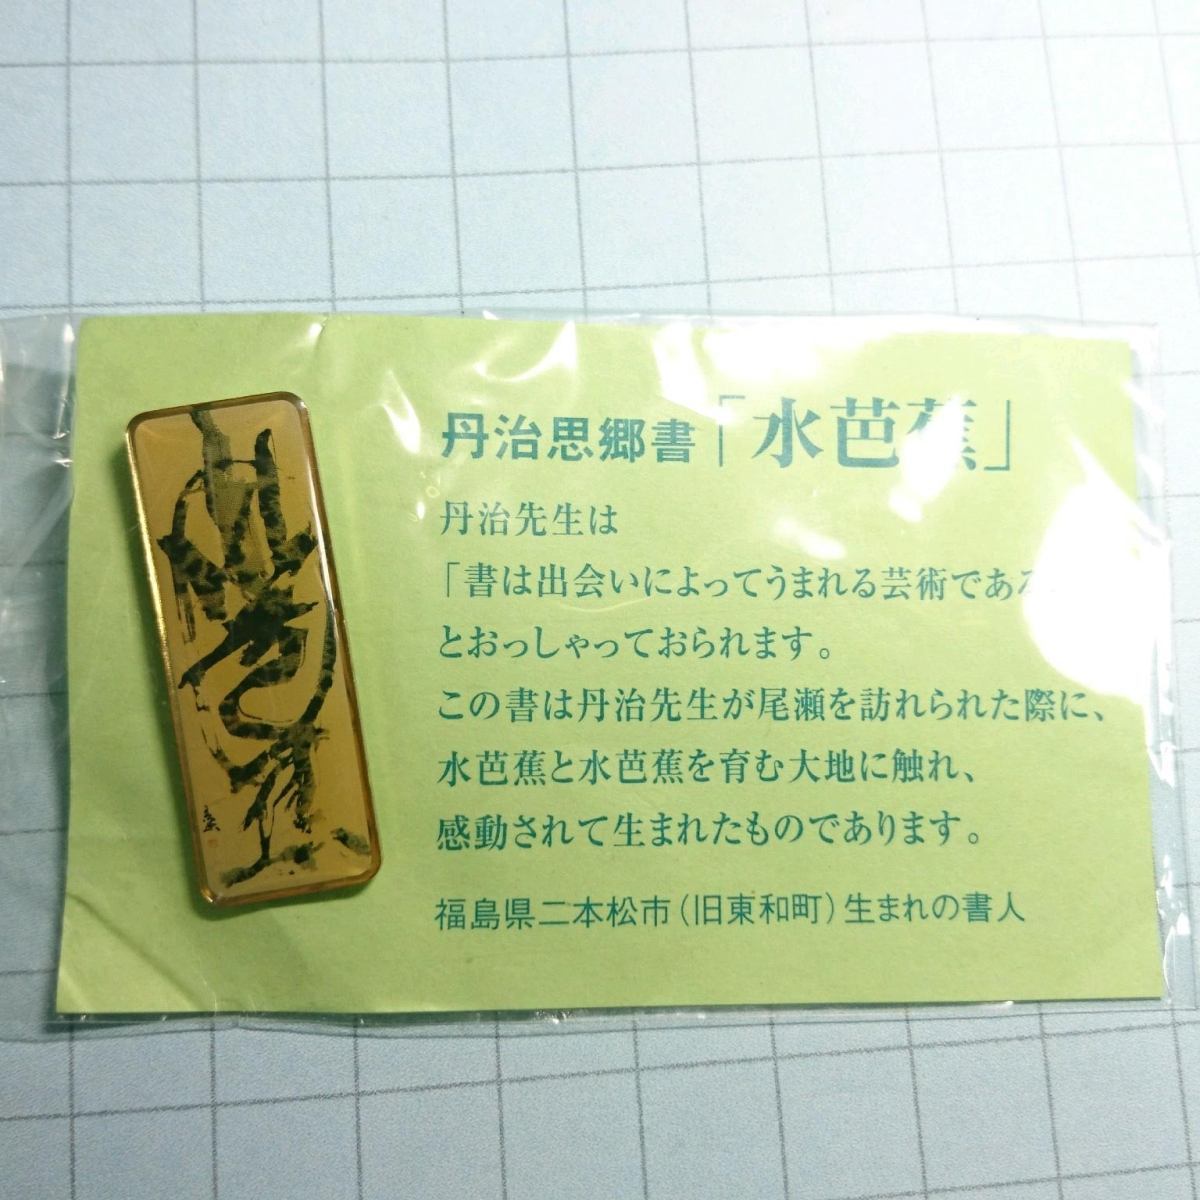 丹治思郷書「水芭蕉」
丹治先生は
「書は出会いによってうまれる芸術である
とおっしゃっておられます。
この書は丹治先生が尾瀬を訪れられた際に、
水芭蕉と水芭蕉を育む大地に触れ、
感動されて生まれたものであります。
福島県二本松市(旧東和町)生まれの書人